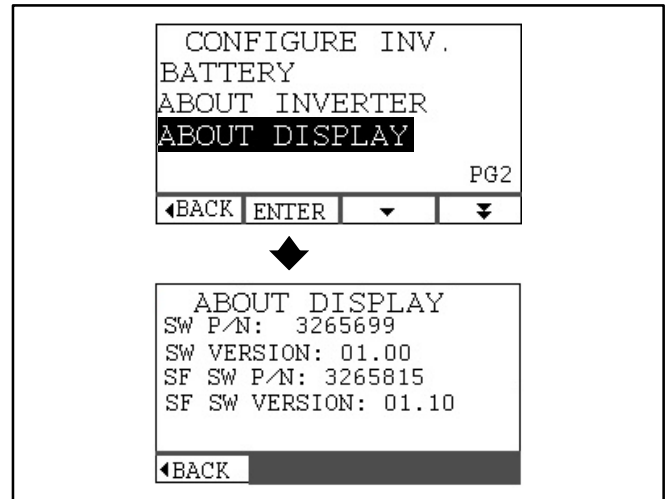 CONFIGURE INV.
BATTERY
ABOUT INVERTER
ABOUT DISPLAY
PG2
BACK ENTER
ABOUT DISPLAY
SW P/N: 3265699
SW VERSION: 01.00
SF SW P/N: 3265815
SF SW VERSION: 01.10
BACK